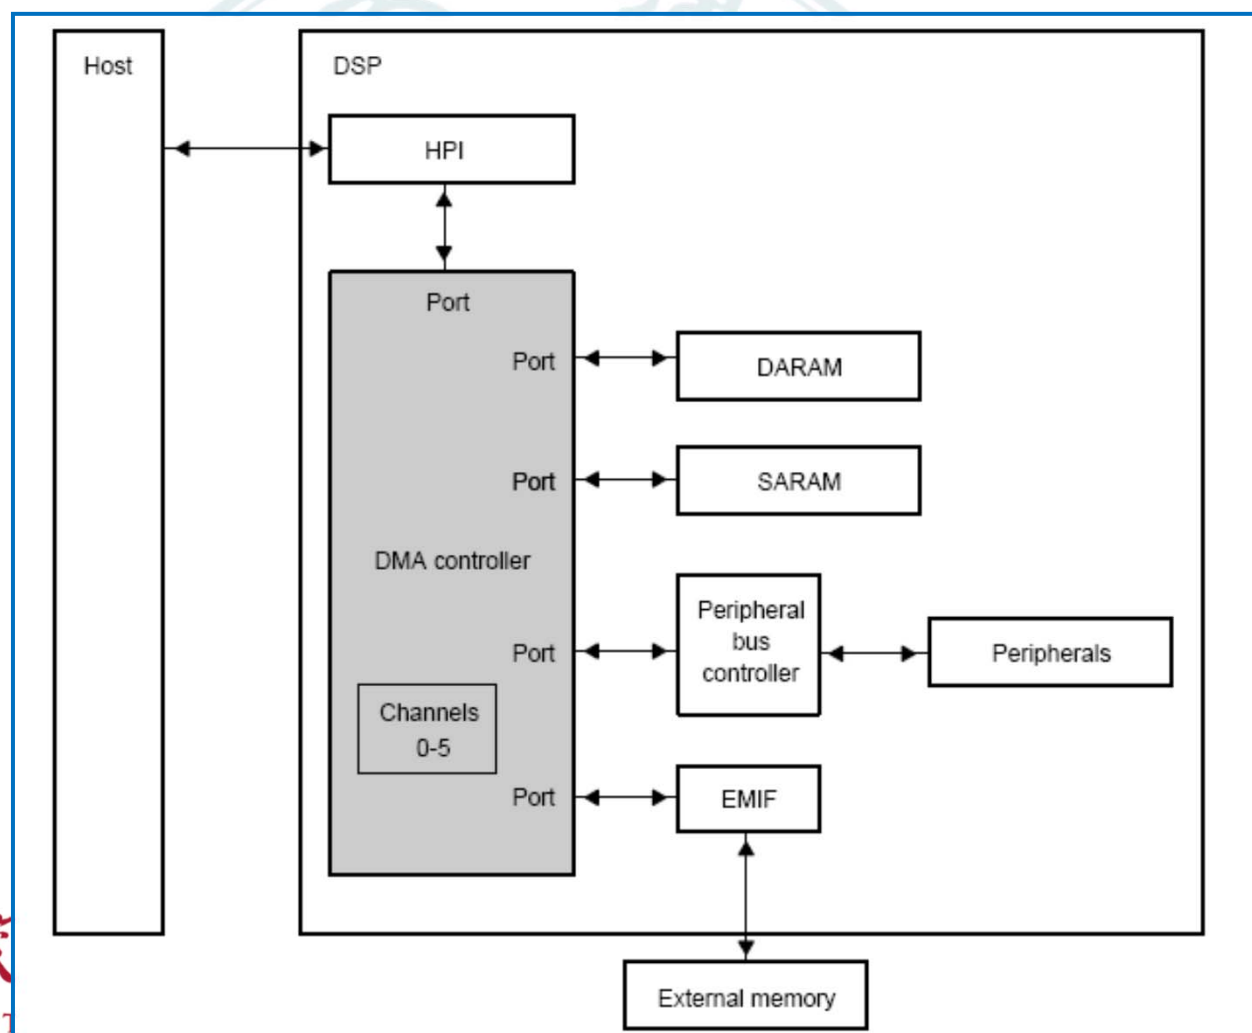 Host
DSP
HPI
Port
Port
DARAM
Port
SARAM
DMA controller
Port
Peripheral
bus
controller
Peripherals
Channels
0-5
Port
EMIF
External memory